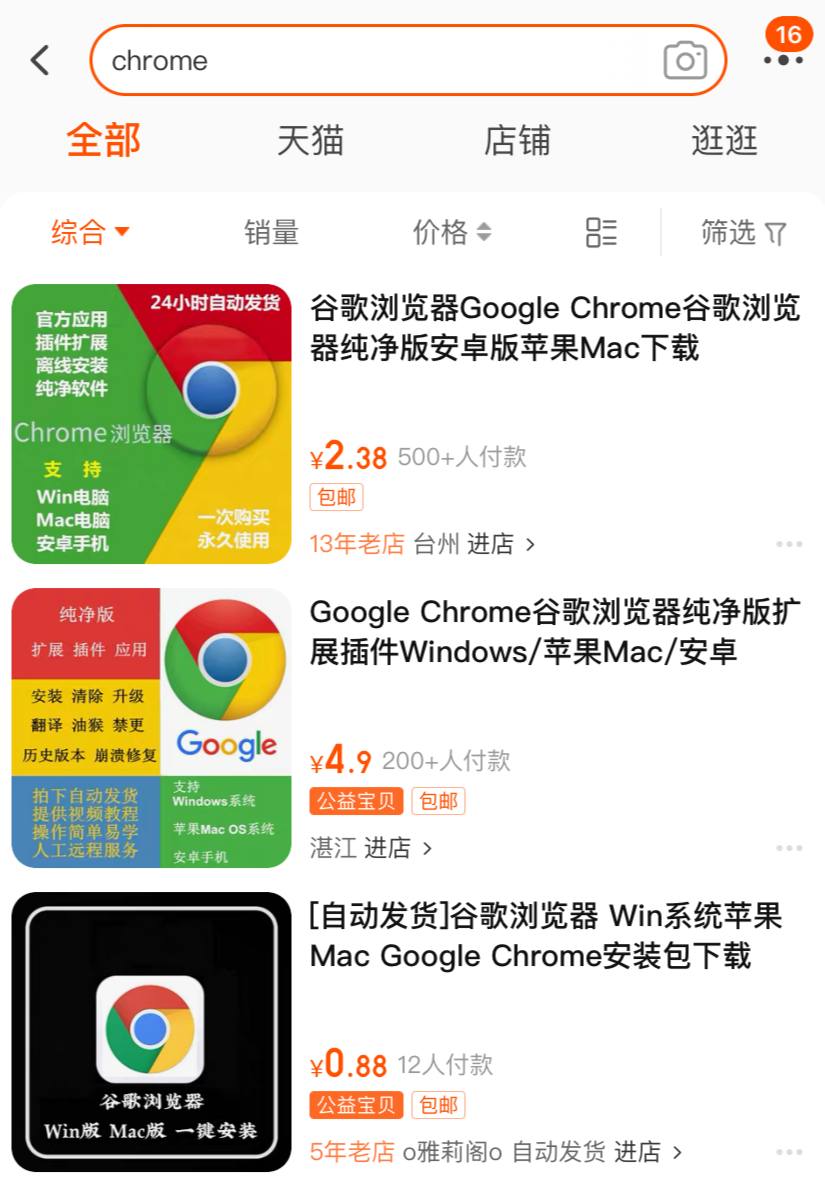 16
chrome
全部
天猫
店铺
逛逛
综合
销量
价格
筛选
24小时自动发货
官方应用
插件扩展
离线安装
纯净软件
Chrome浏览器
支 持
Win电脑
Mac电脑
安卓手机
一次购买
永久使用
谷歌浏览器Google Chrome谷歌浏览
器纯净版安卓版苹果Mac下载
¥2.38 500+人付款
包邮
13年老店 台州 进店
纯净版
扩展 插件 应用
安装 清除 升级
翻译 油猴 禁更
历史版本 崩溃修复
Google
拍下自动发货
提供视频教程
操作简单易学
人工远程服务
支持
Windows系统
苹果Mac OS系统
安卓手机
Google Chrome谷歌浏览器纯净版扩
展插件Windows/苹果Mac/安卓
¥4.9 200+人付款
公益宝贝 包邮
湛江 进店
谷歌浏览器
Win版 Mac版 一键安装
[自动发货]谷歌浏览器 Win系统苹果
Mac Google Chrome安装包下载
¥0.88 12人付款
公益宝贝 包邮
5年老店 o雅莉阁o 自动发货 进店